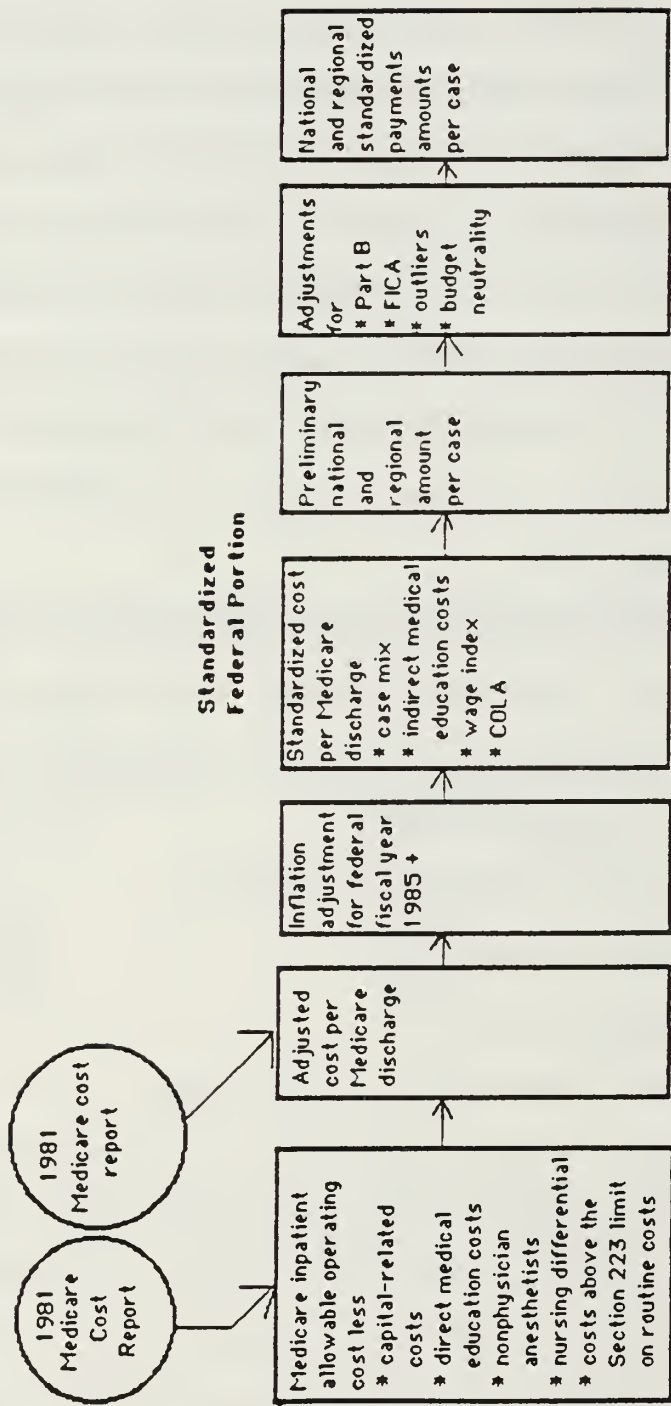 Standardized
Federal Portion
1981
Medicare
Cost
Report
1981
Medicare cost
report
Medicare inpatient
allowable operating
cost less
* capital-related
costs
* direct medical
education costs
* nonphysician
anesthetists
* nursing differential
* costs above the
Section 223 limit
on routine costs
Adjusted
cost per
Medicare
discharge
Inflation
adjustment
for federal
fiscal year
1985 +
Standardized cost
per Medicare
discharge
* case mix
* indirect medical
education costs
* wage index
* COLA
Preliminary
national
and
regional
amount
per case
Adjustments
for
* Part B
* FICA
* outliers
* budget
neutrality
National
and regional
standardized
payments
amounts
per case